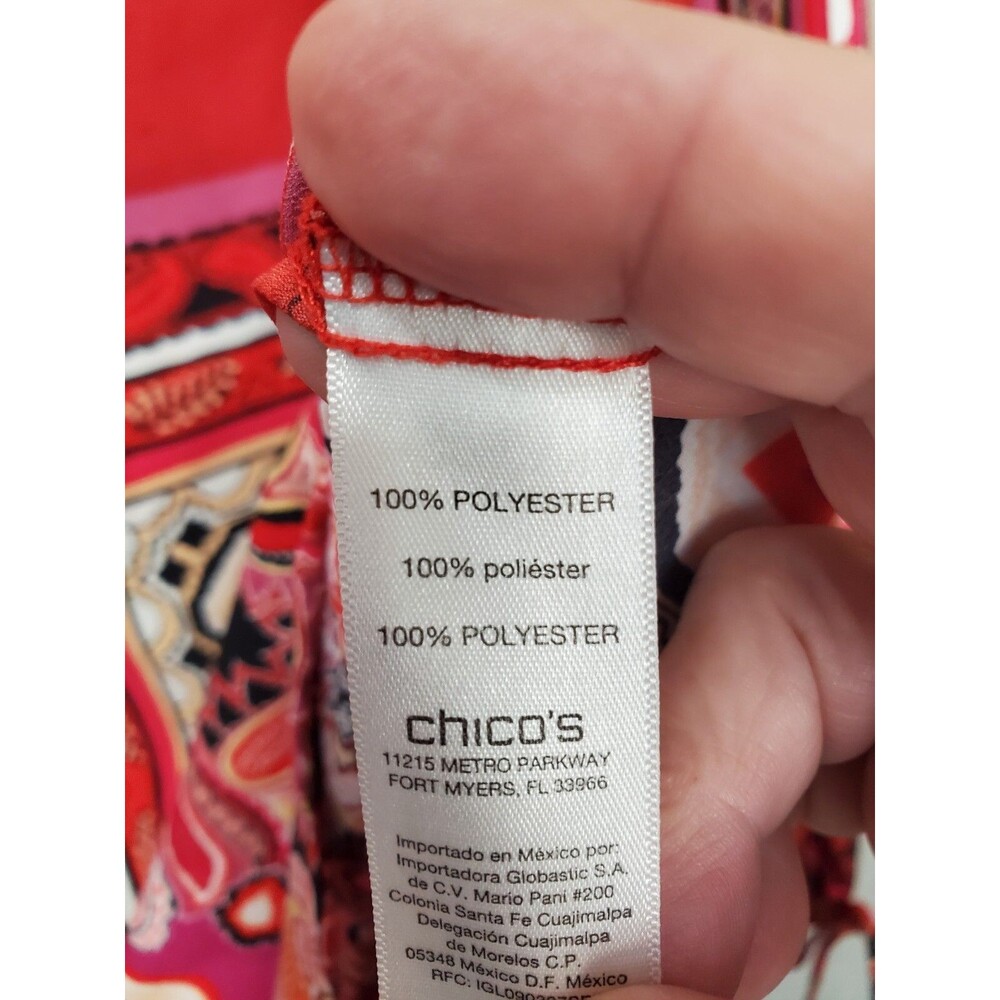 100% POLYESTER
100% poliéster
100% POLYESTER
chico's
11215 METRO PARKWAY
FORT MYERS, FL 33966
Importado en México por:
Importadora Globastic S.A.
de C.V. Mario Pani #200
Colonia Santa Fe Cuajimalpa
Delegación Cuajimalpa
de Morelos C.P.
05348 México D.F. México
RFC: